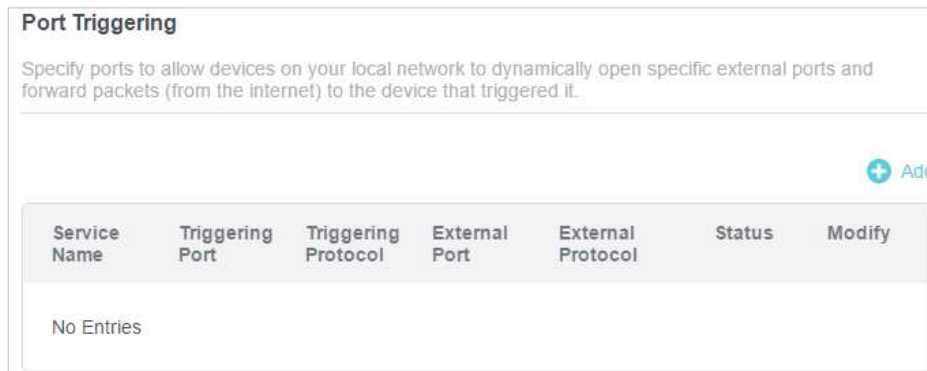 Port Triggering
Specify ports to allow devices on your local network to dynamically open specific external ports and
forward packets (from the internet) to the device that triggered it.
Add
Service Name
Triggering Port
Triggering Protocol
External Port
External Protocol
Status
Modify
No Entries